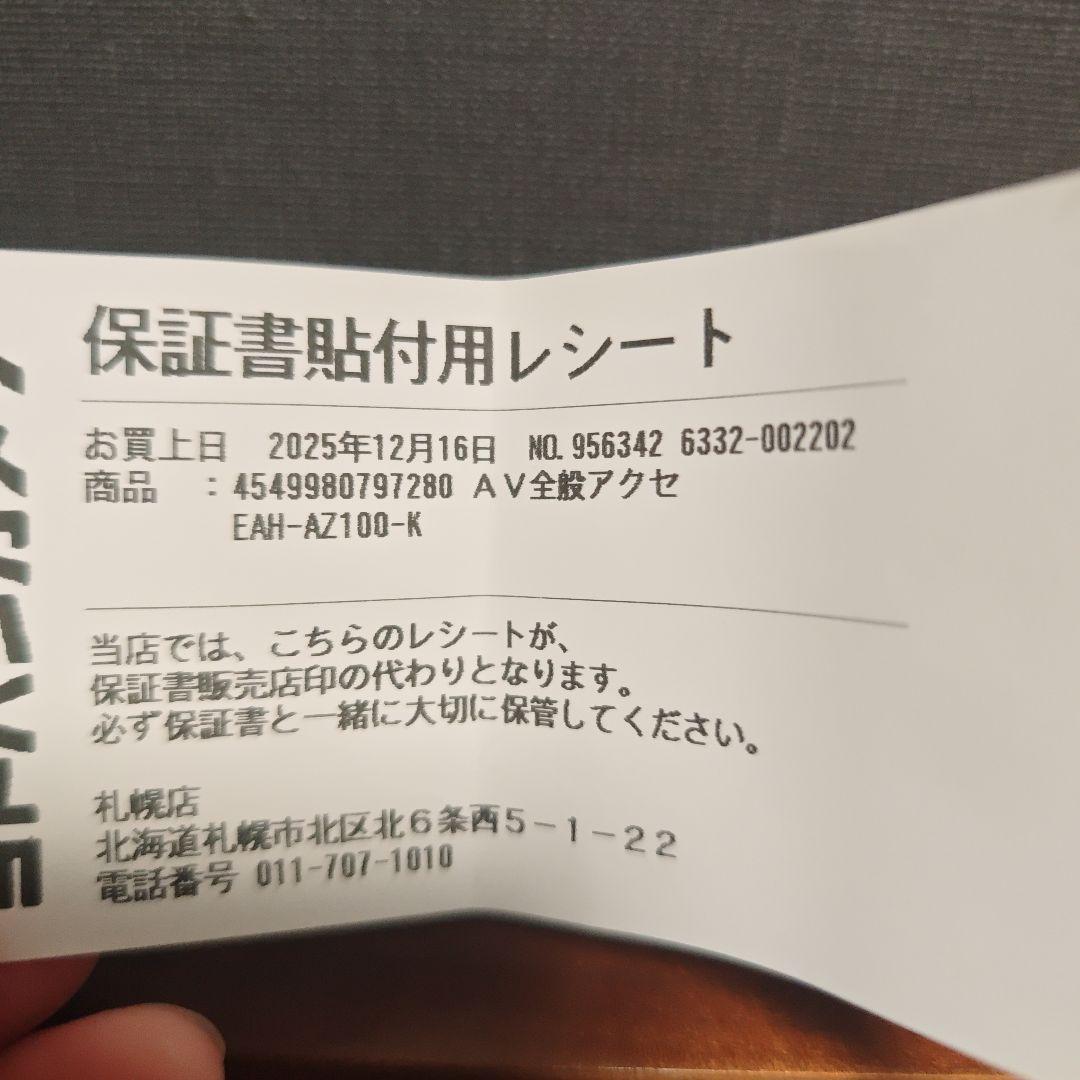 保証書貼付用レシート
お買上日 2025年12月16日 NO.956342 6332-002202
商品 ：4549980797280 ＡＶ全般アクセ
EAH-AZ100-K
当店では、こちらのレシートが、
保証書販売店印の代わりとなります。
必ず保証書と一緒に大切に保管してください。
札幌店
北海道札幌市北区北６条西５－１－２２
電話番号 011-707-1010